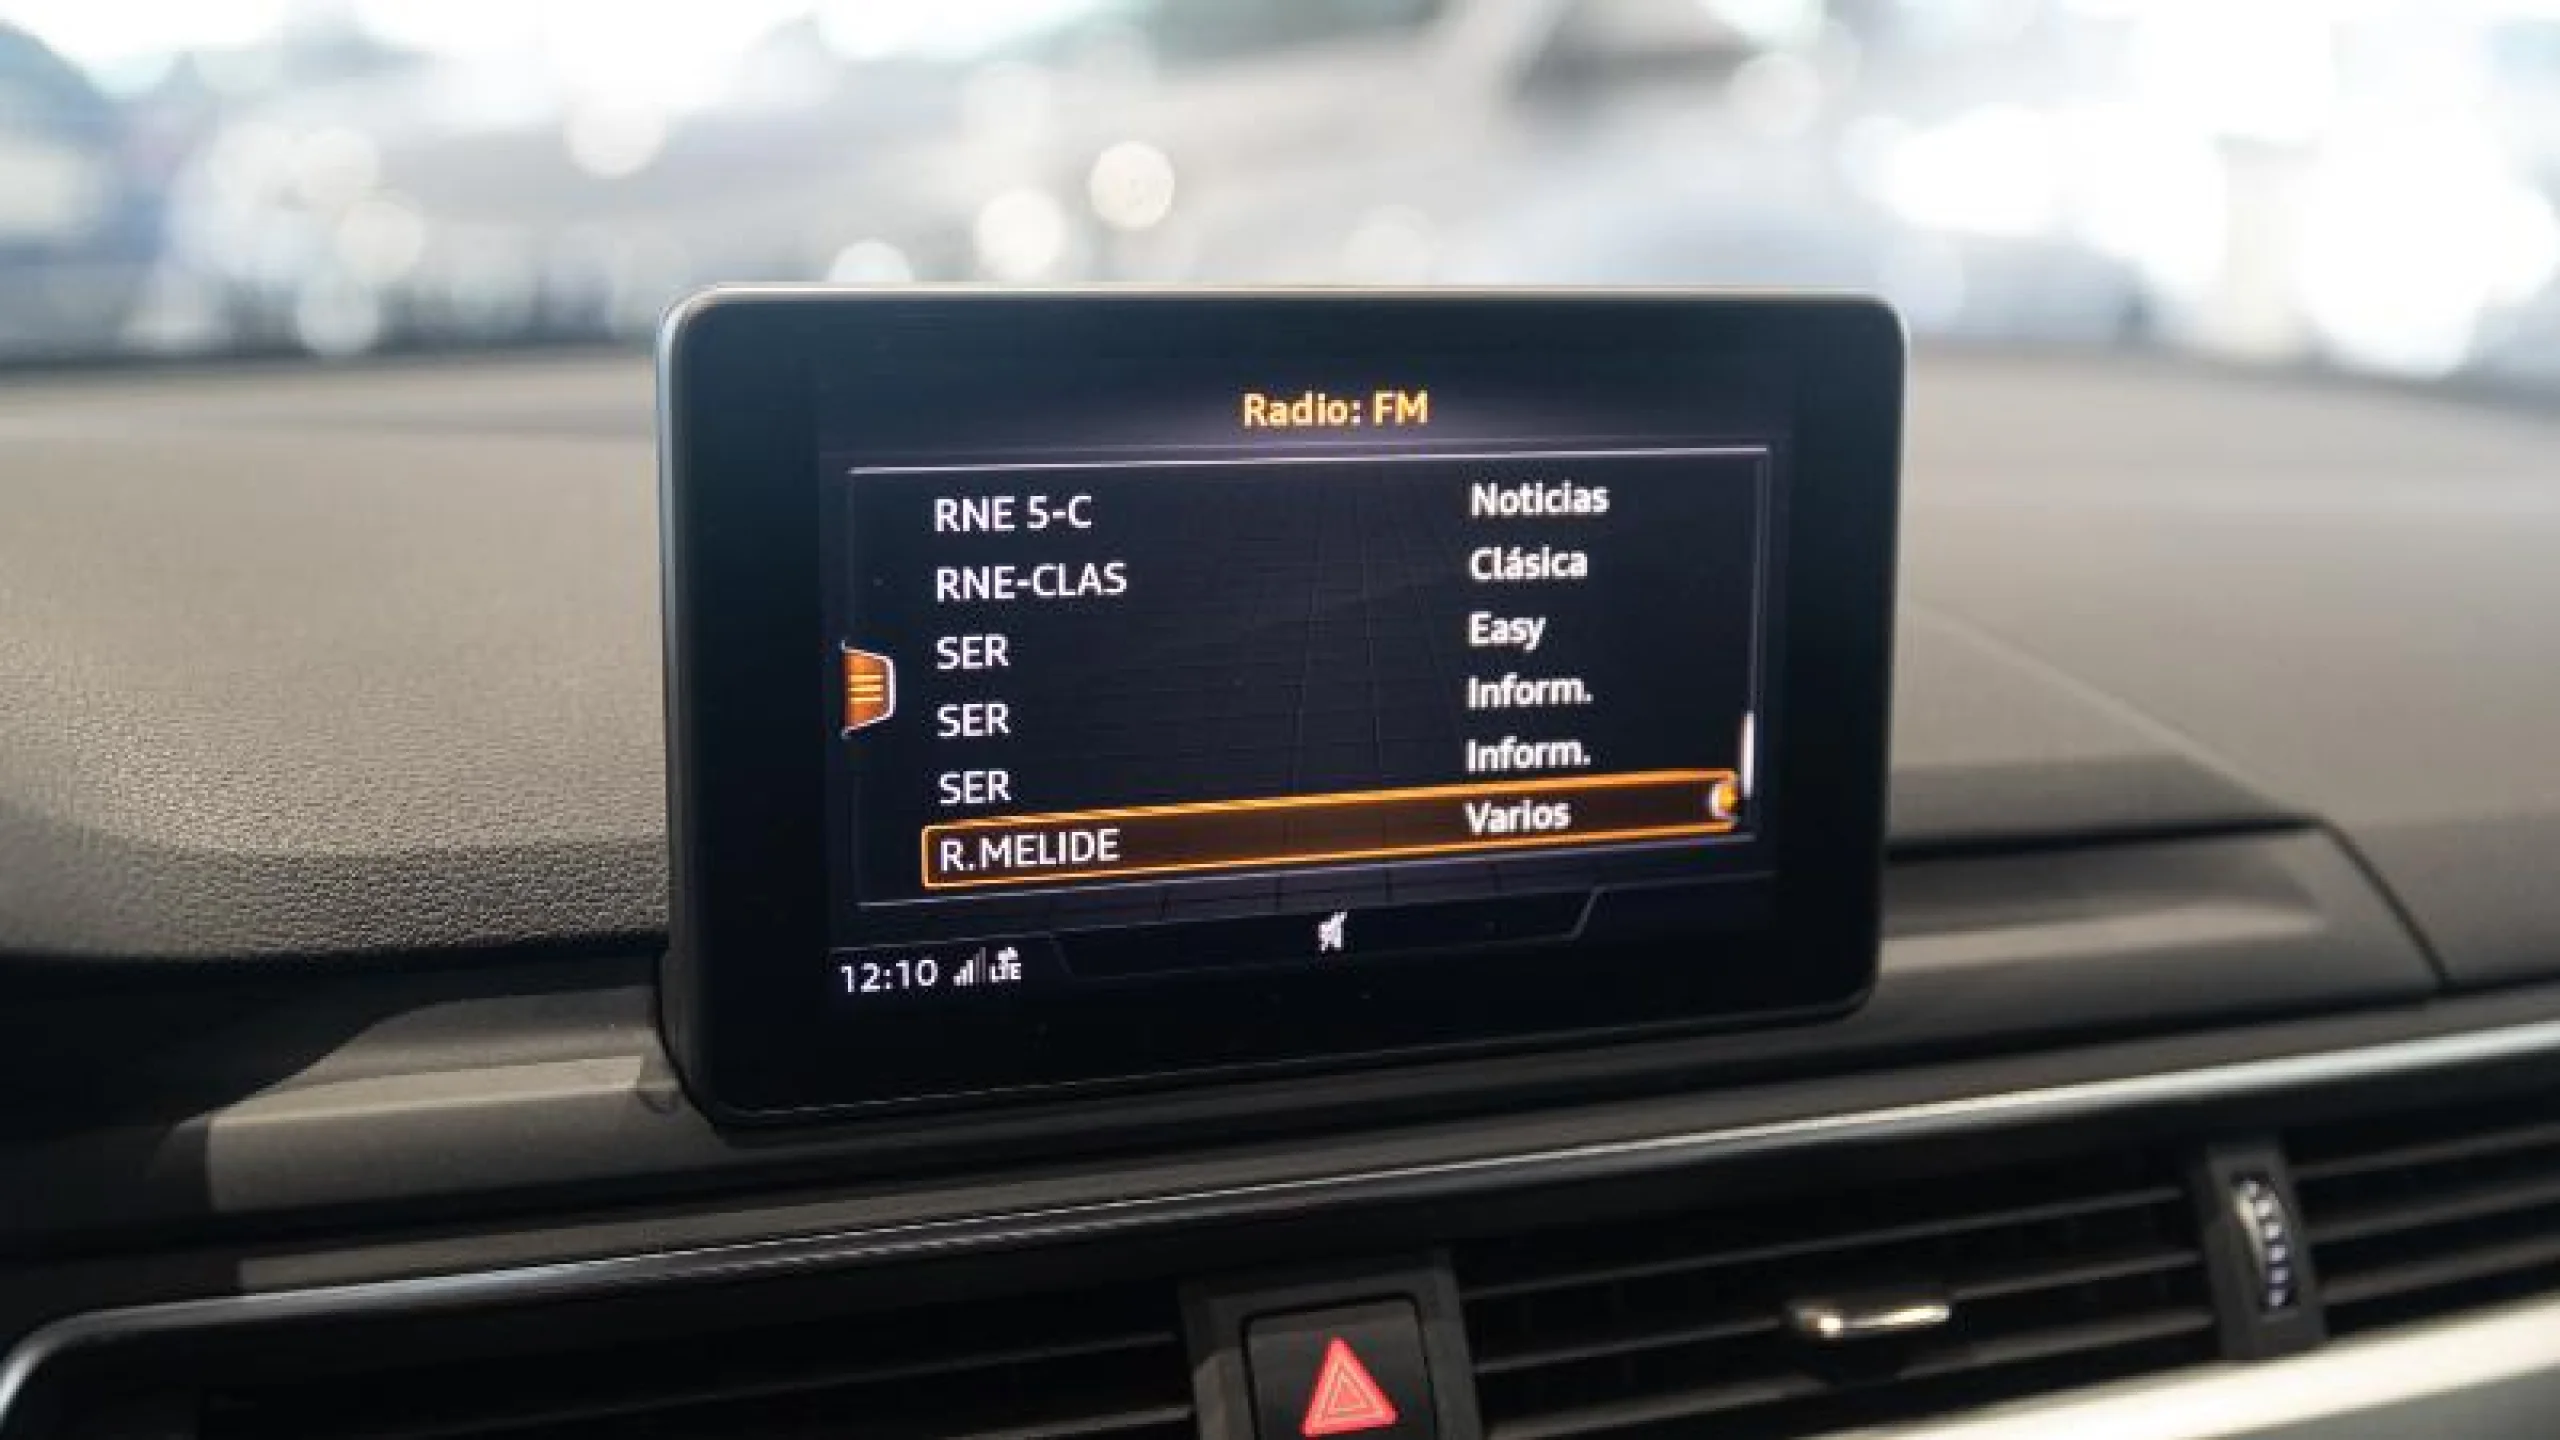 Radio: FM
RNE 5-C Noticias
RNE-CLAS Clásica
SER Easy
SER Inform.
SER Inform.
R.MELIDE Varios
12:10 LTE